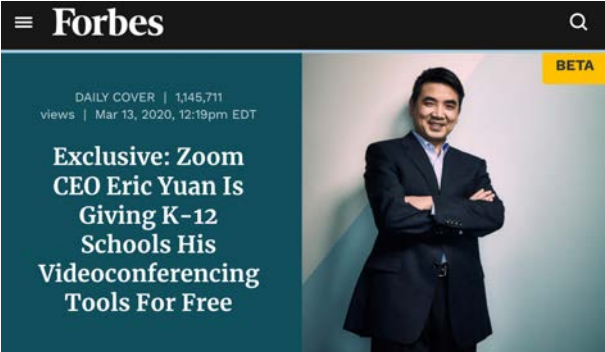 Forbes
BETA
DAILY COVER | 1,145,711
views | Mar 13, 2020, 12:19pm EDT
Exclusive: Zoom
CEO Eric Yuan Is
Giving K-12
Schools His
Videoconferencing
Tools For Free